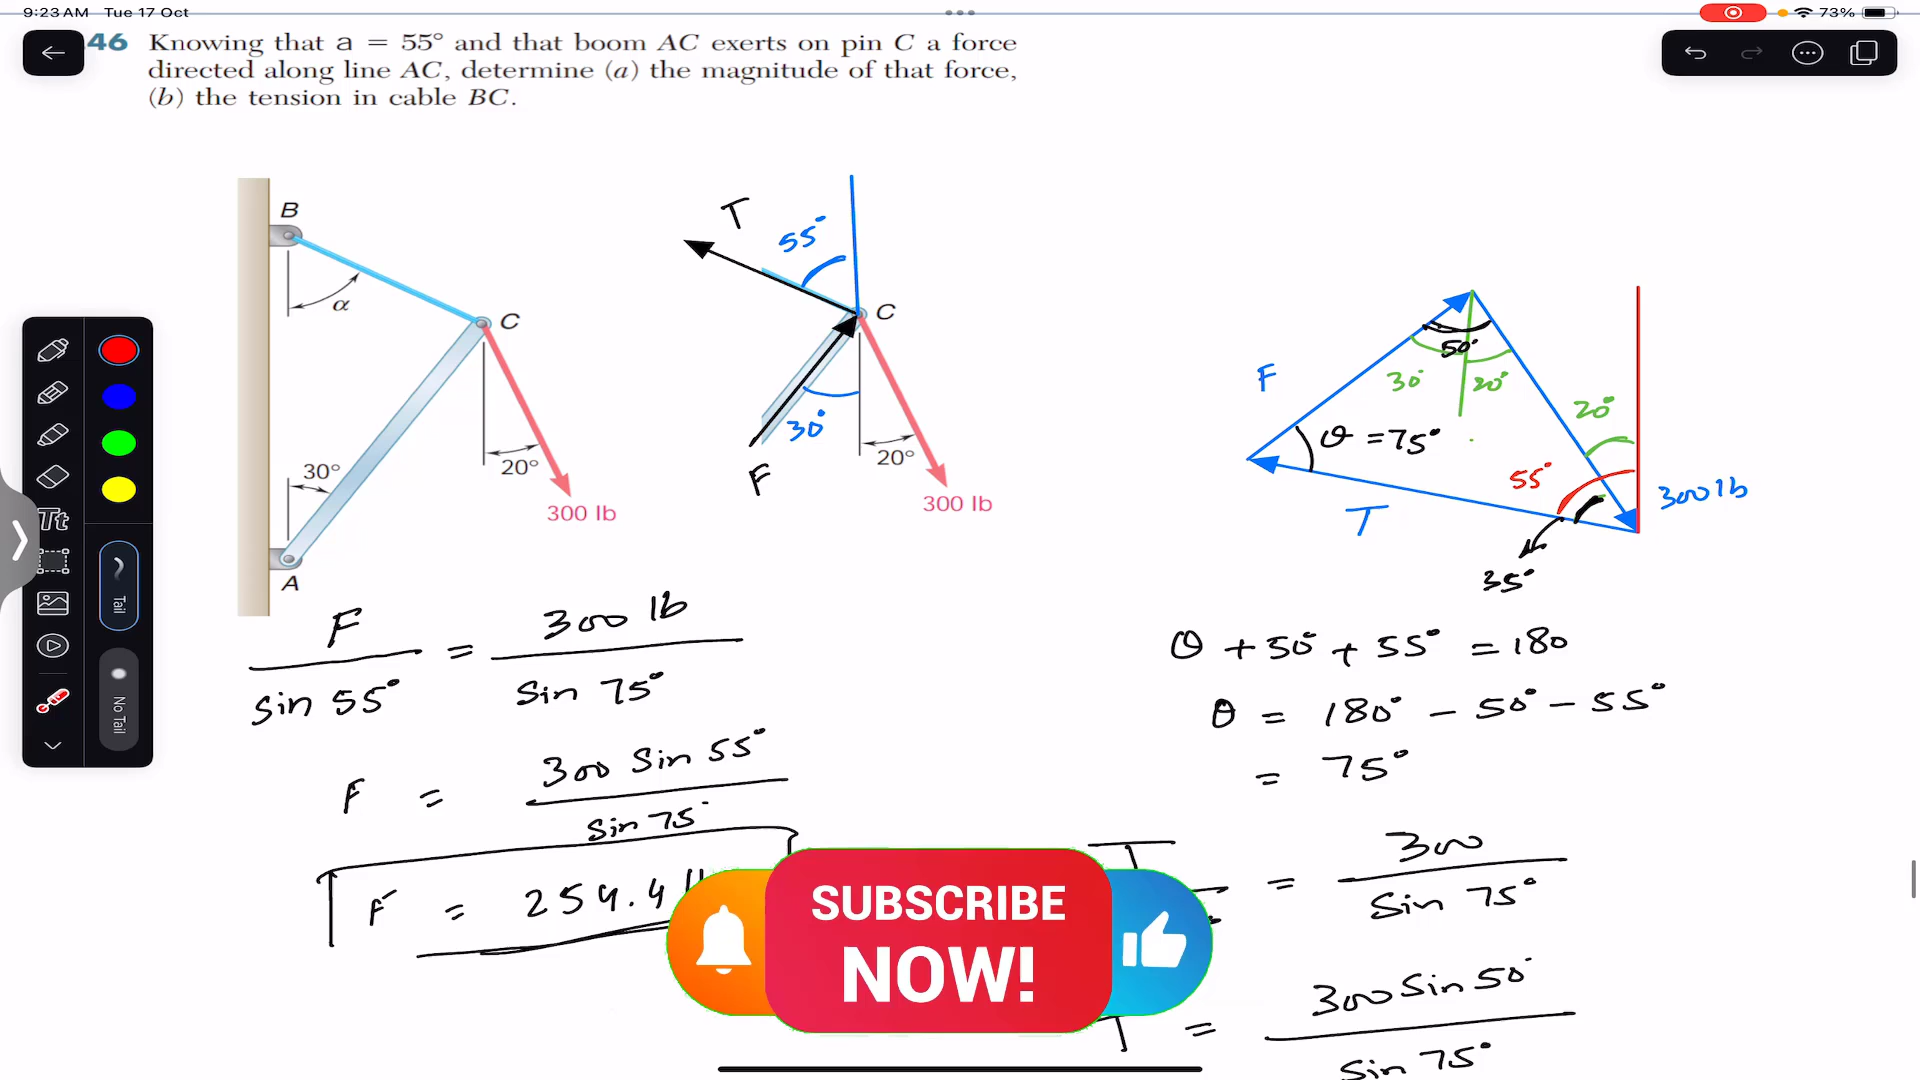 9:23 AM Tue 17 Oct
73%
46 Knowing that a = 55° and that boom AC exerts on pin C a force
directed along line AC, determine (a) the magnitude of that force,
(b) the tension in cable BC.
B
α
C
30°
20°
300 lb
A
T
55°
C
30°
F
20°
300 lb
50°
F
30° 20°
20°
θ = 75°
55°
300 lb
T
35°
Tt
Tail
No Tail
F / sin 55° = 300 lb / sin 75°
F = 300 sin 55° / sin 75°
F = 254.4
θ + 50° + 55° = 180
θ = 180° - 50° - 55°
= 75°
= 300 / sin 75°
T = 300 sin 50° / sin 75°
SUBSCRIBE
NOW!